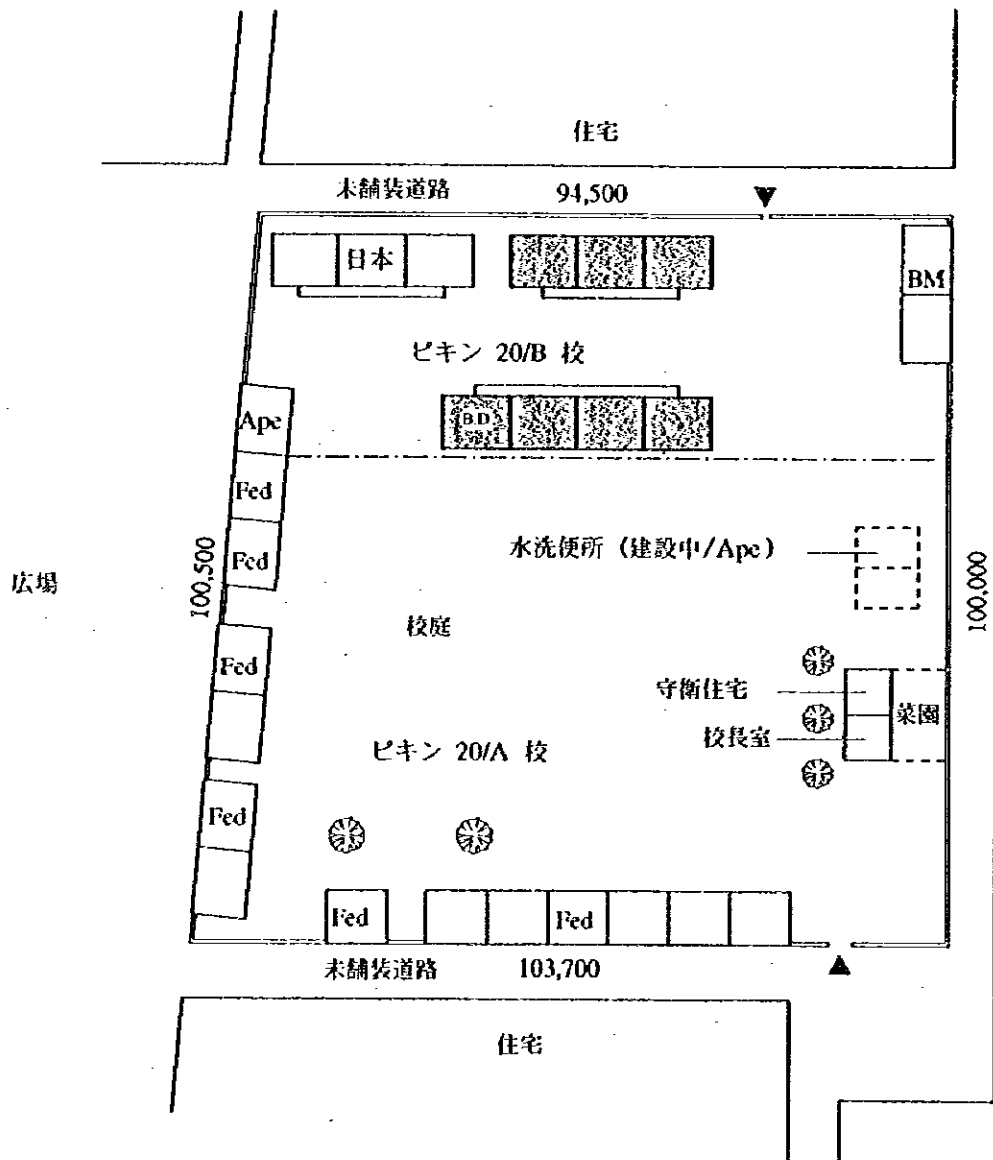 住宅
未舗装道路 94,500
日本
BM
ピキン 20/B 校
Ape
BD
Fed
Fed
水洗便所 (建設中/Ape)
広場
100,500
100,000
校庭
Fed
守衛住宅
菜園
校長室
ピキン 20/A 校
Fed
Fed
Fed
未舗装道路 103,700
住宅